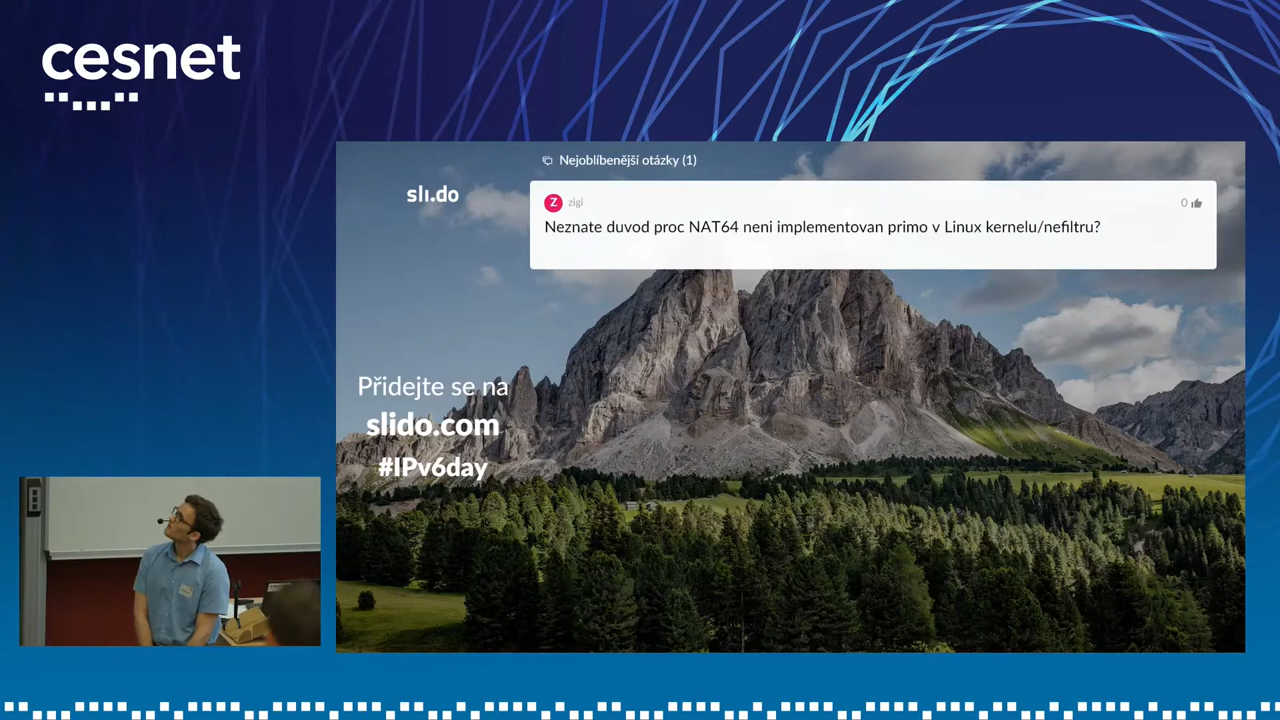 cesnet
sli.do
Nejoblíbenější otázky (1)
Z zigi
0
Neznate duvod proc NAT64 neni implementovan primo v Linux kernelu/nefiltru?
Přidejte se na
slido.com
#IPv6day